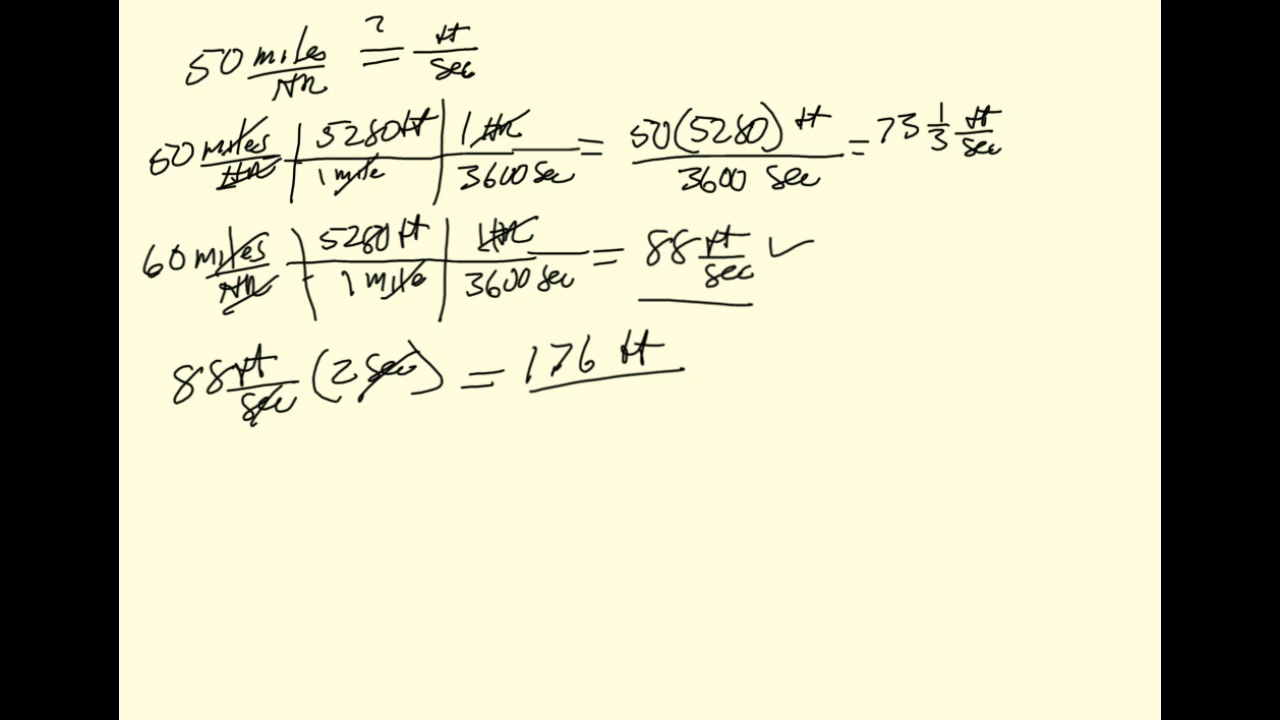 50 miles/HR ?= ft/sec
50 miles/HR | 5280 ft/1 mile | 1 HR/3600 sec = 50(5280) ft/3600 sec = 73 1/3 ft/sec
60 miles/HR | 5280 ft/1 mile | 1 HR/3600 sec = 88 ft/sec ✓
88 ft/sec (2 sec) = 176 ft